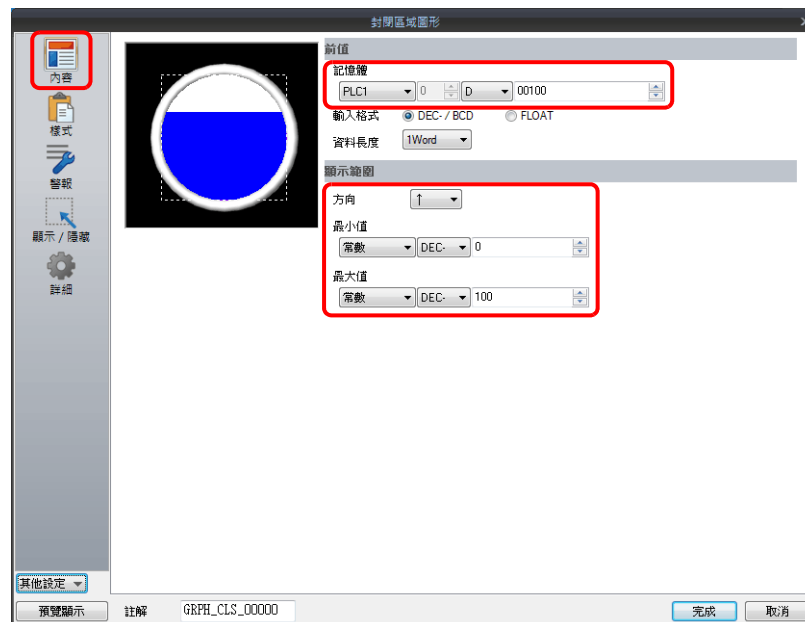 封閉區域圖形
內容
樣式
警報
顯示 / 隱藏
詳細
其他設定
預覽顯示
前值
記憶體
PLC1 0 D 00100
輸入格式 DEC- / BCD FLOAT
資料長度 1Word
顯示範圍
方向 ↑
最小值
常數 DEC- 0
最大值
常數 DEC- 100
註解 GRPH_CLS_00000
完成 取消